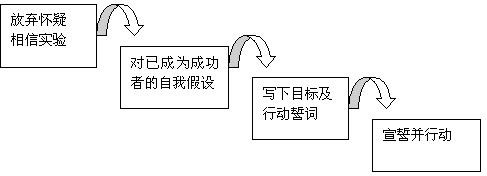 放弃怀疑
相信实验
对已成为成功
者的自我假设
写下目标及
行动誓词
宣誓并行动